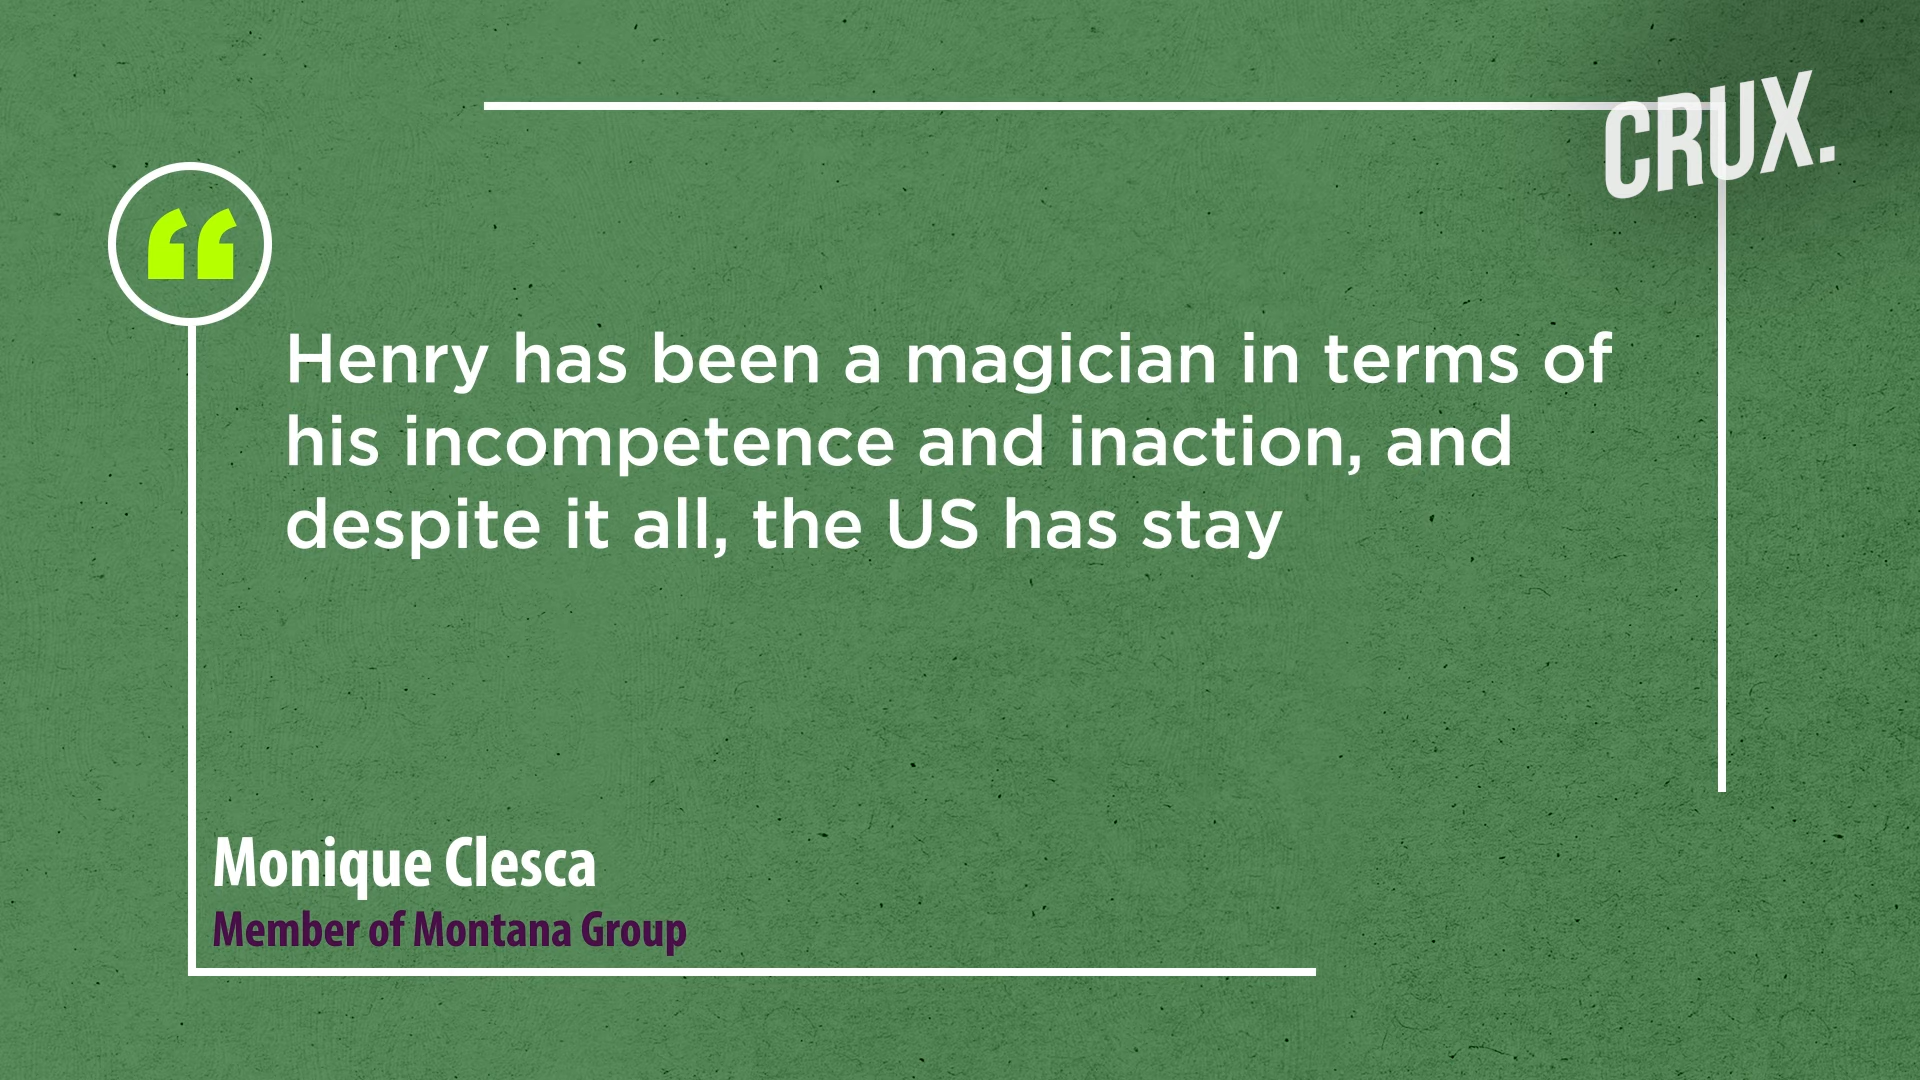 CRUX.
“
Henry has been a magician in terms of
his incompetence and inaction, and
despite it all, the US has stay
Monique Clesca
Member of Montana Group